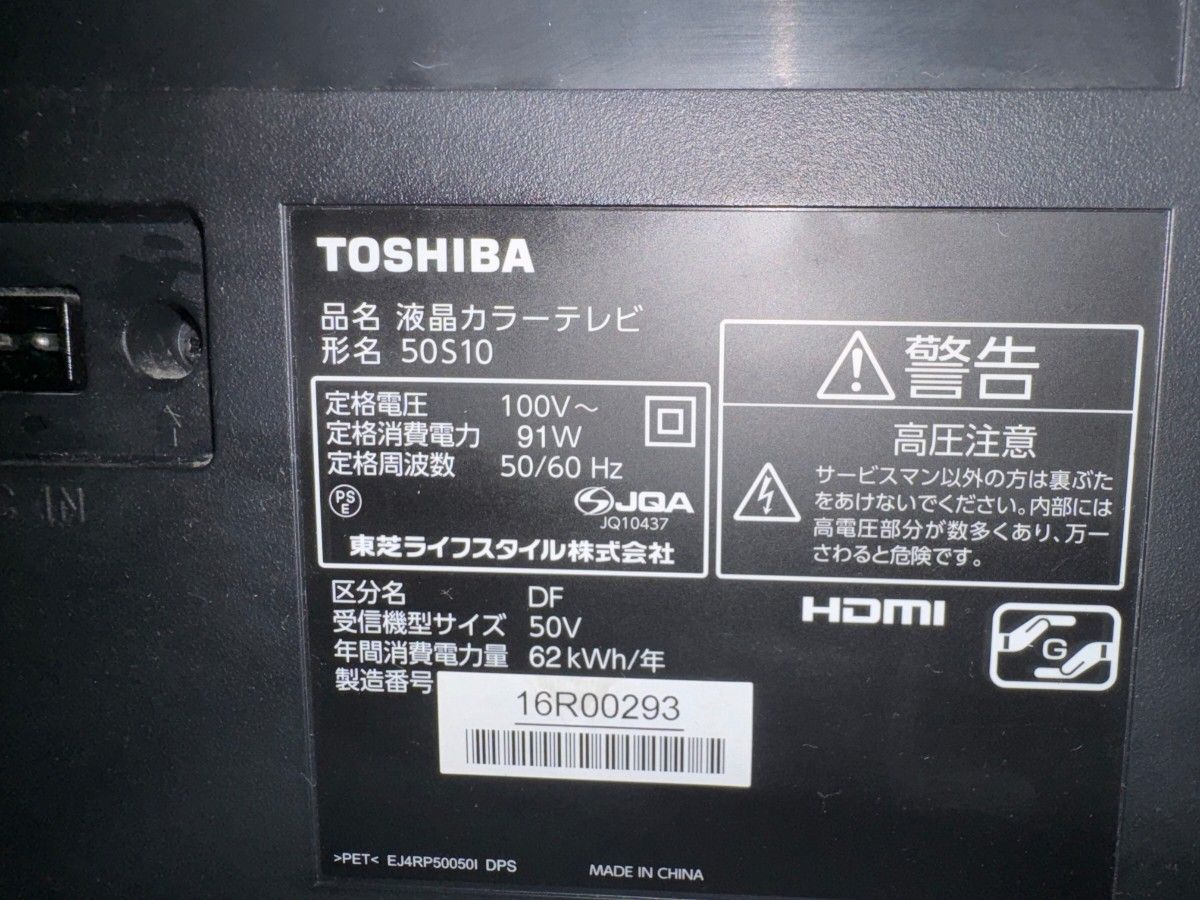 TOSHIBA
品名 液晶カラーテレビ
形名 50S10
定格電圧 100V～
定格消費電力 91W
定格周波数 50/60 Hz
PS
E
JQA
JQ10437
東芝ライフスタイル株式会社
警告
高圧注意
サービスマン以外の方は裏ぶた
をあけないでください。内部には
高電圧部分が数多くあり、万一
さわると危険です。
区分名 DF
受信機型サイズ 50V
年間消費電力量 62kWh/年
製造番号
16R00293
HDMI
G
>PET< EJ4RP50050I DPS
MADE IN CHINA